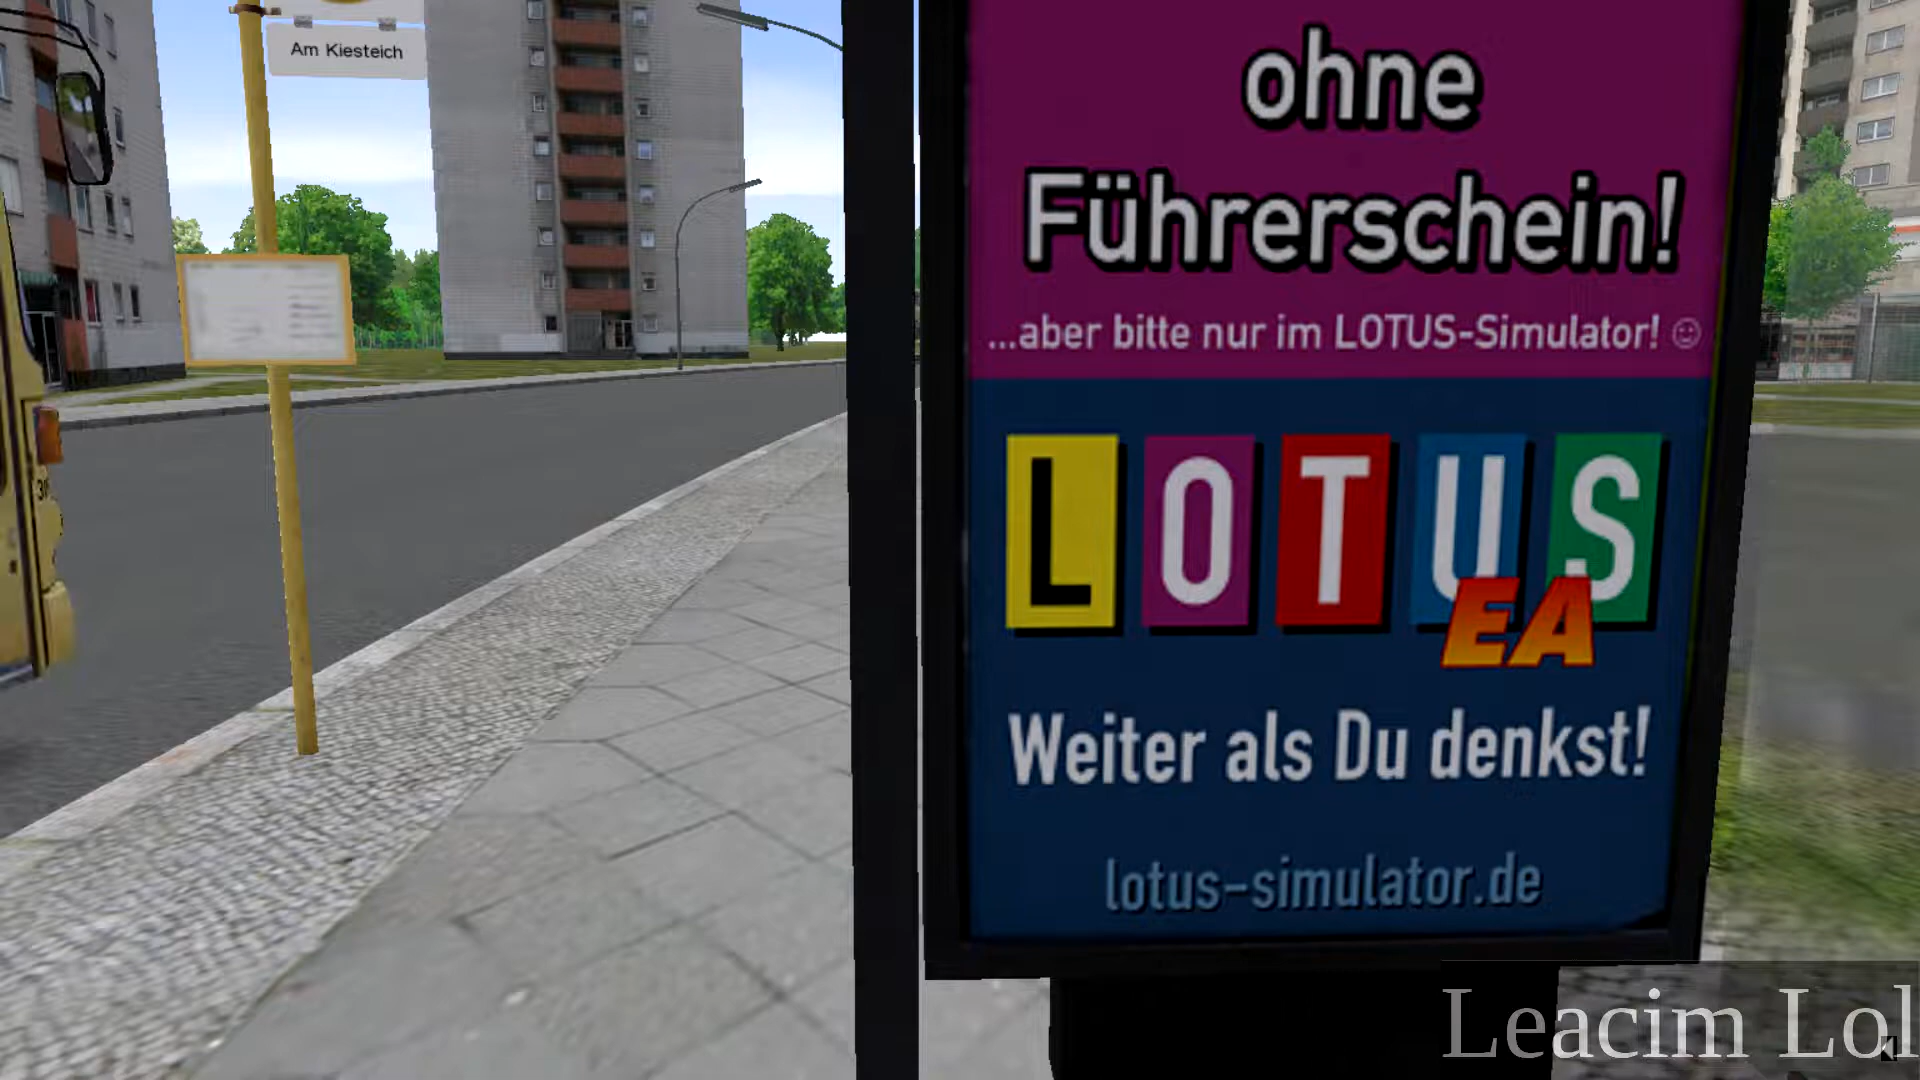 Am Kiesteich
ohne
Führerschein!
...aber bitte nur im LOTUS-Simulator! ☺
LOTUS
EA
Weiter als Du denkst!
lotus-simulator.de
Leacim Lol